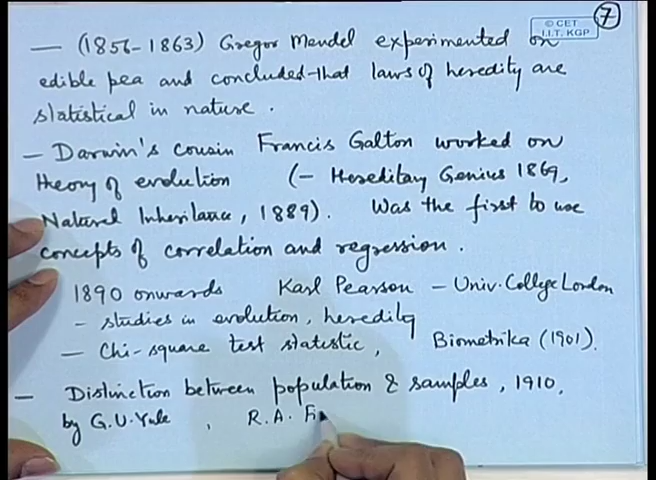 © CET
I.I.T. KGP
7
— (1856-1863) Gregor Mendel experimented on
edible pea and concluded that laws of heredity are
statistical in nature.
— Darwin's cousin Francis Galton worked on
theory of evolution (— Hereditary Genius 1869,
Natural Inheritance, 1889). Was the first to use
concepts of correlation and regression.
1890 onwards Karl Pearson — Univ. College London
- studies in evolution, heredity
— Chi-square test statistic, Biometrika (1901).
— Distinction between population & samples, 1910,
by G.U. Yule , R.A. Fi